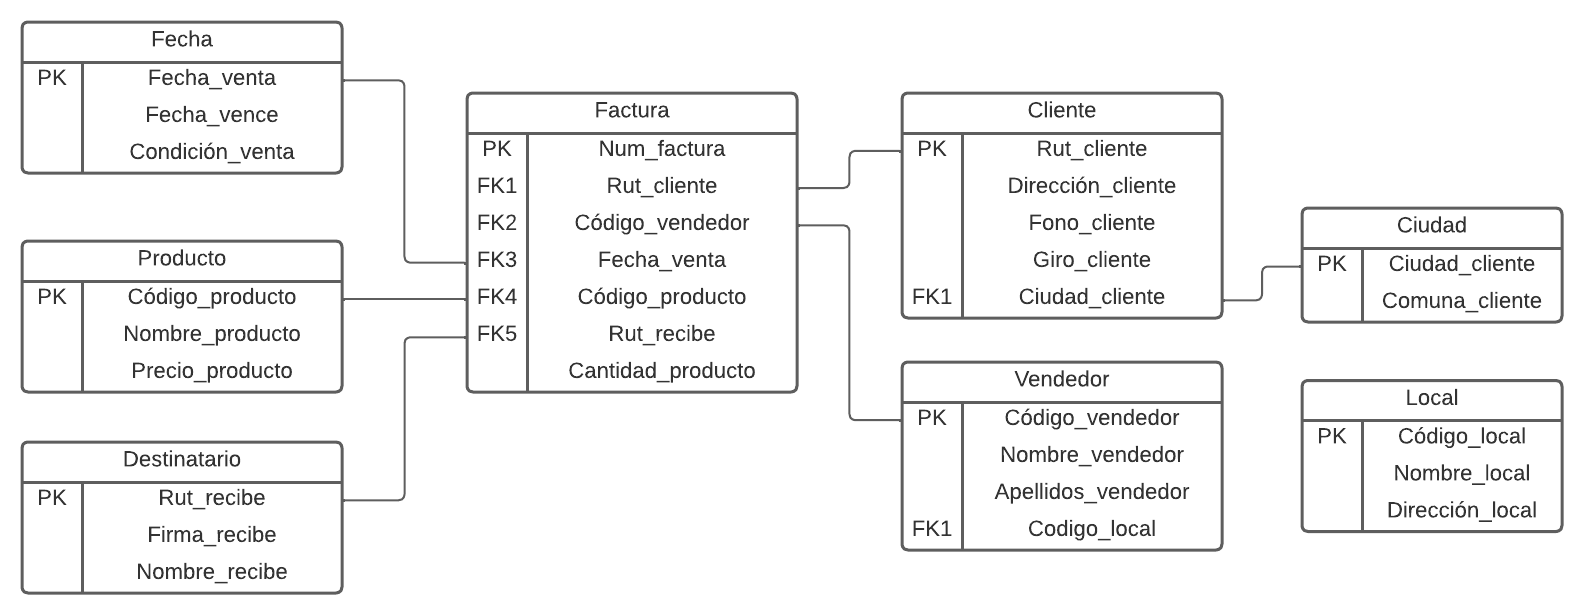 Fecha
PK Fecha_venta
Fecha_vence
Condición_venta
Producto
PK Código_producto
Nombre_producto
Precio_producto
Destinatario
PK Rut_recibe
Firma_recibe
Nombre_recibe
Factura
PK Num_factura
FK1 Rut_cliente
FK2 Código_vendedor
FK3 Fecha_venta
FK4 Código_producto
FK5 Rut_recibe
Cantidad_producto
Cliente
PK Rut_cliente
Dirección_cliente
Fono_cliente
Giro_cliente
FK1 Ciudad_cliente
Vendedor
PK Código_vendedor
Nombre_vendedor
Apellidos_vendedor
FK1 Codigo_local
Ciudad
PK Ciudad_cliente
Comuna_cliente
Local
PK Código_local
Nombre_local
Dirección_local